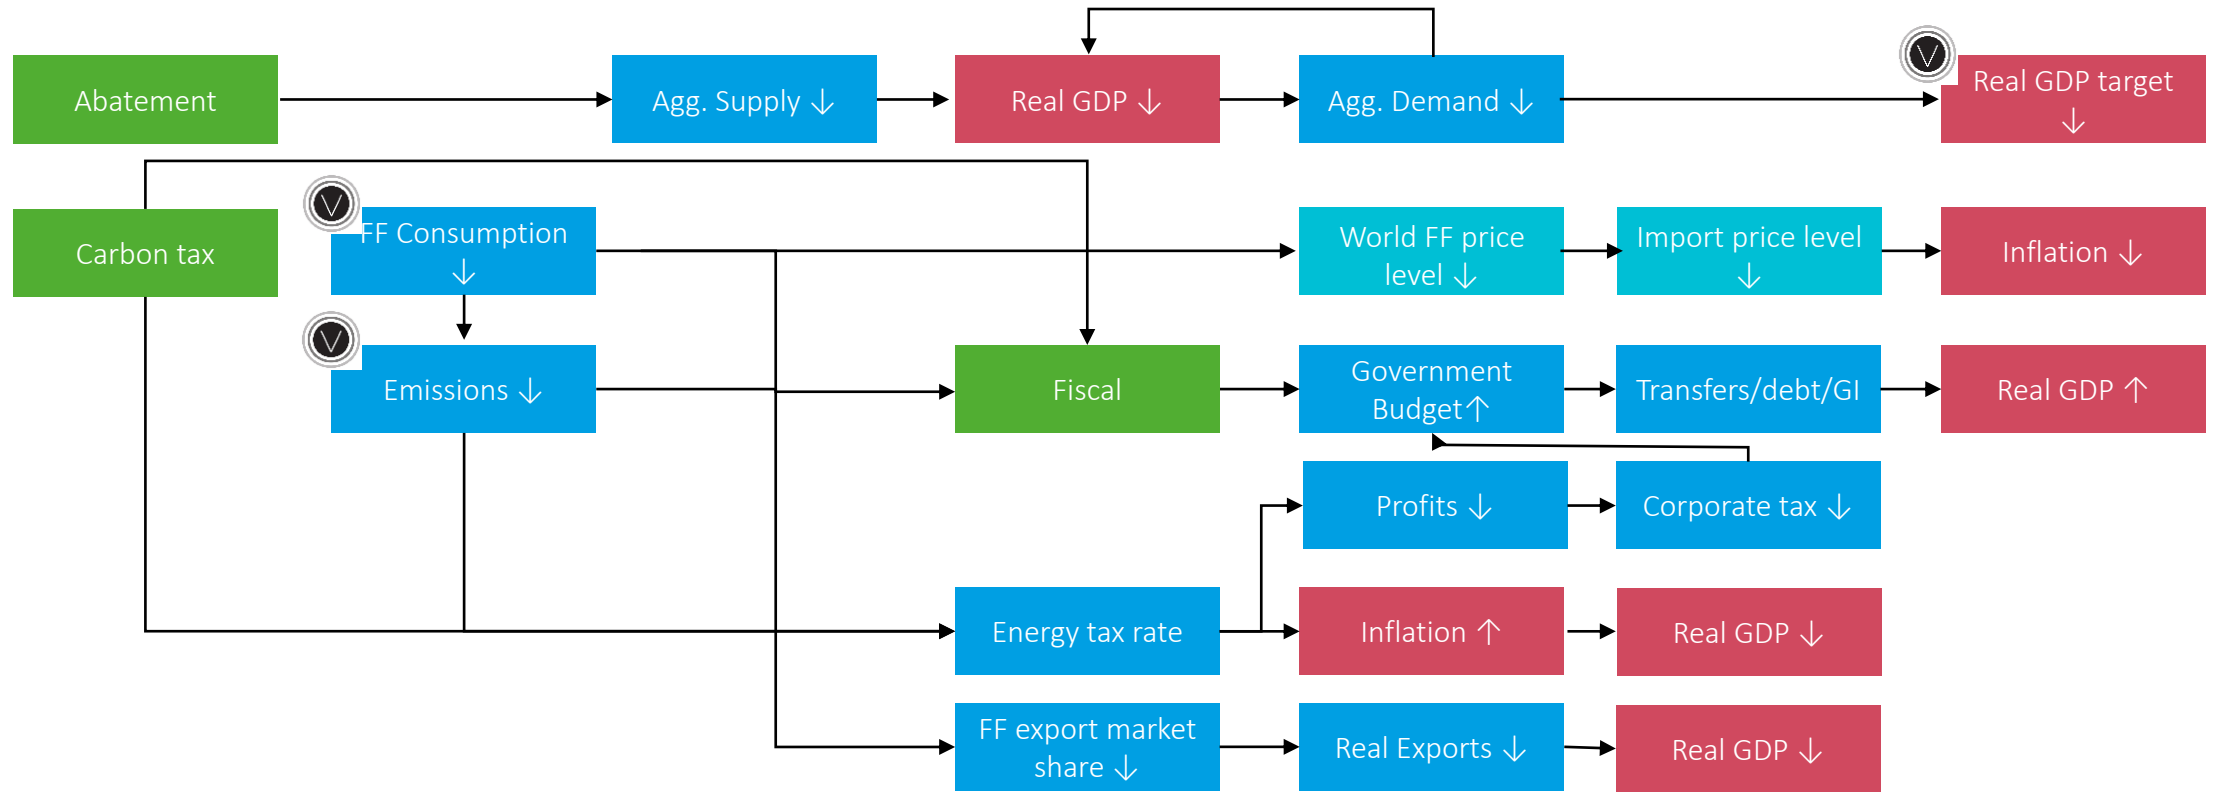 Abatement
Agg. Supply ↓
Real GDP ↓
Agg. Demand ↓
Real GDP target
↓
Carbon tax
FF Consumption
↓
World FF price
level ↓
Import price level
↓
Inflation ↓
Emissions ↓
Fiscal
Government
Budget↑
Transfers/debt/GI
Real GDP ↑
Profits ↓
Corporate tax ↓
Energy tax rate
Inflation ↑
Real GDP ↓
FF export market
share ↓
Real Exports ↓
Real GDP ↓